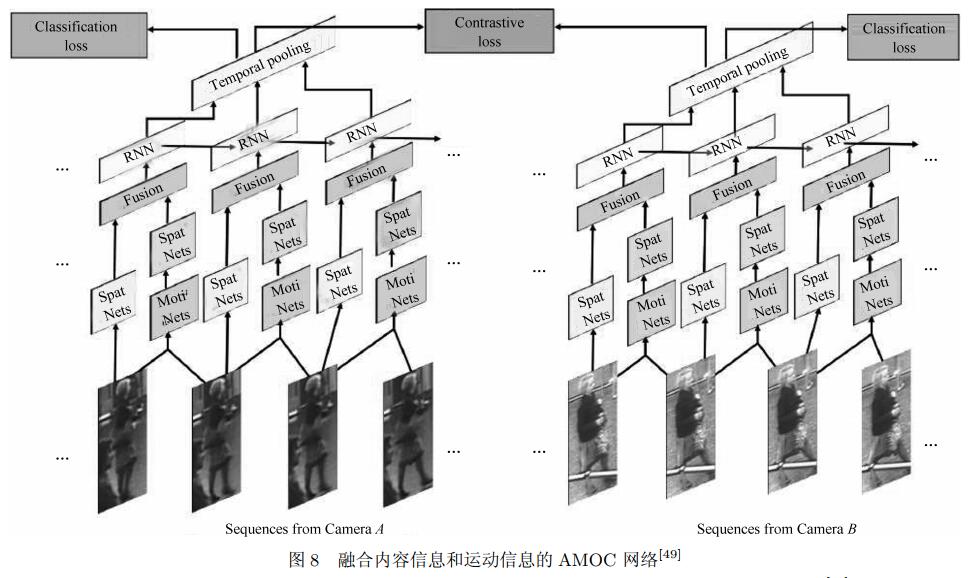 Classification
loss
Contrastive
loss
Classification
loss
Temporal pooling
Temporal pooling
RNN
RNN
RNN
RNN
RNN
RNN
...
...
...
...
Fusion
Fusion
Fusion
Fusion
Fusion
Fusion
Spat
Nets
Spat
Nets
Spat
Nets
Spat
Nets
Spat
Nets
Spat
Nets
...
...
...
...
Spat
Nets
Moti
Nets
Spat
Nets
Moti
Nets
Spat
Nets
Moti
Nets
Spat
Nets
Moti
Nets
Spat
Nets
Moti
Nets
Spat
Nets
Moti
Nets
...
...
...
...
Sequences from Camera A
Sequences from Camera B
图 8 融合内容信息和运动信息的 AMOC 网络[49]